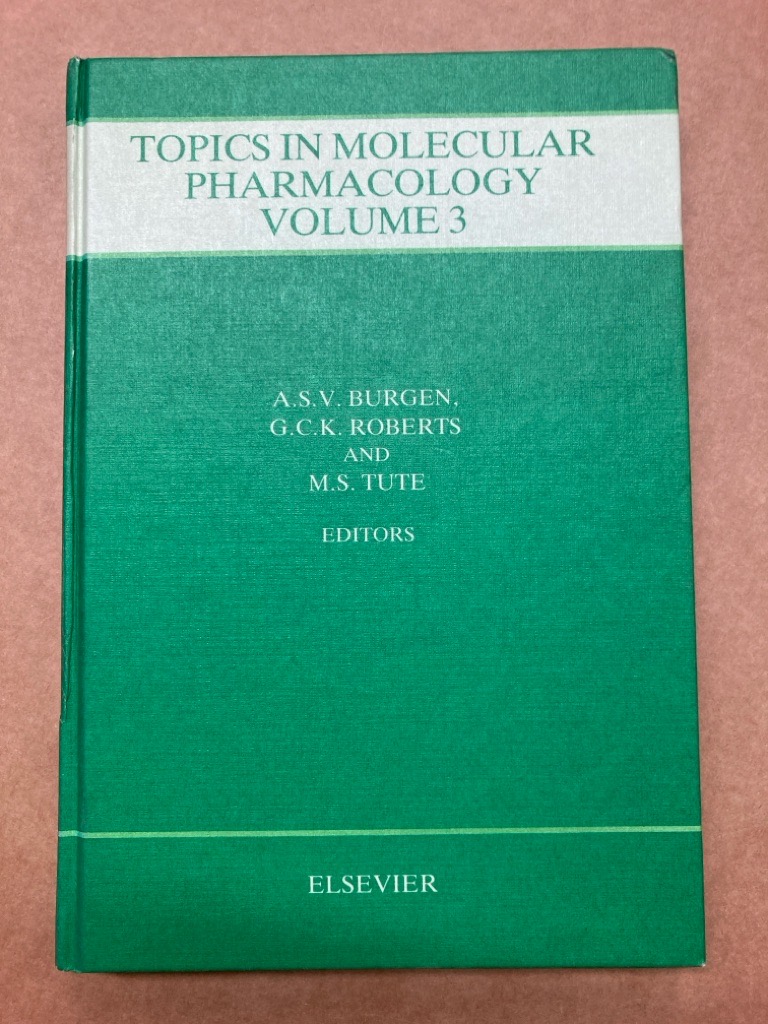 TOPICS IN MOLECULAR
PHARMACOLOGY
VOLUME 3
A.S.V. BURGEN,
G.C.K. ROBERTS
AND
M.S. TUTE
EDITORS
ELSEVIER